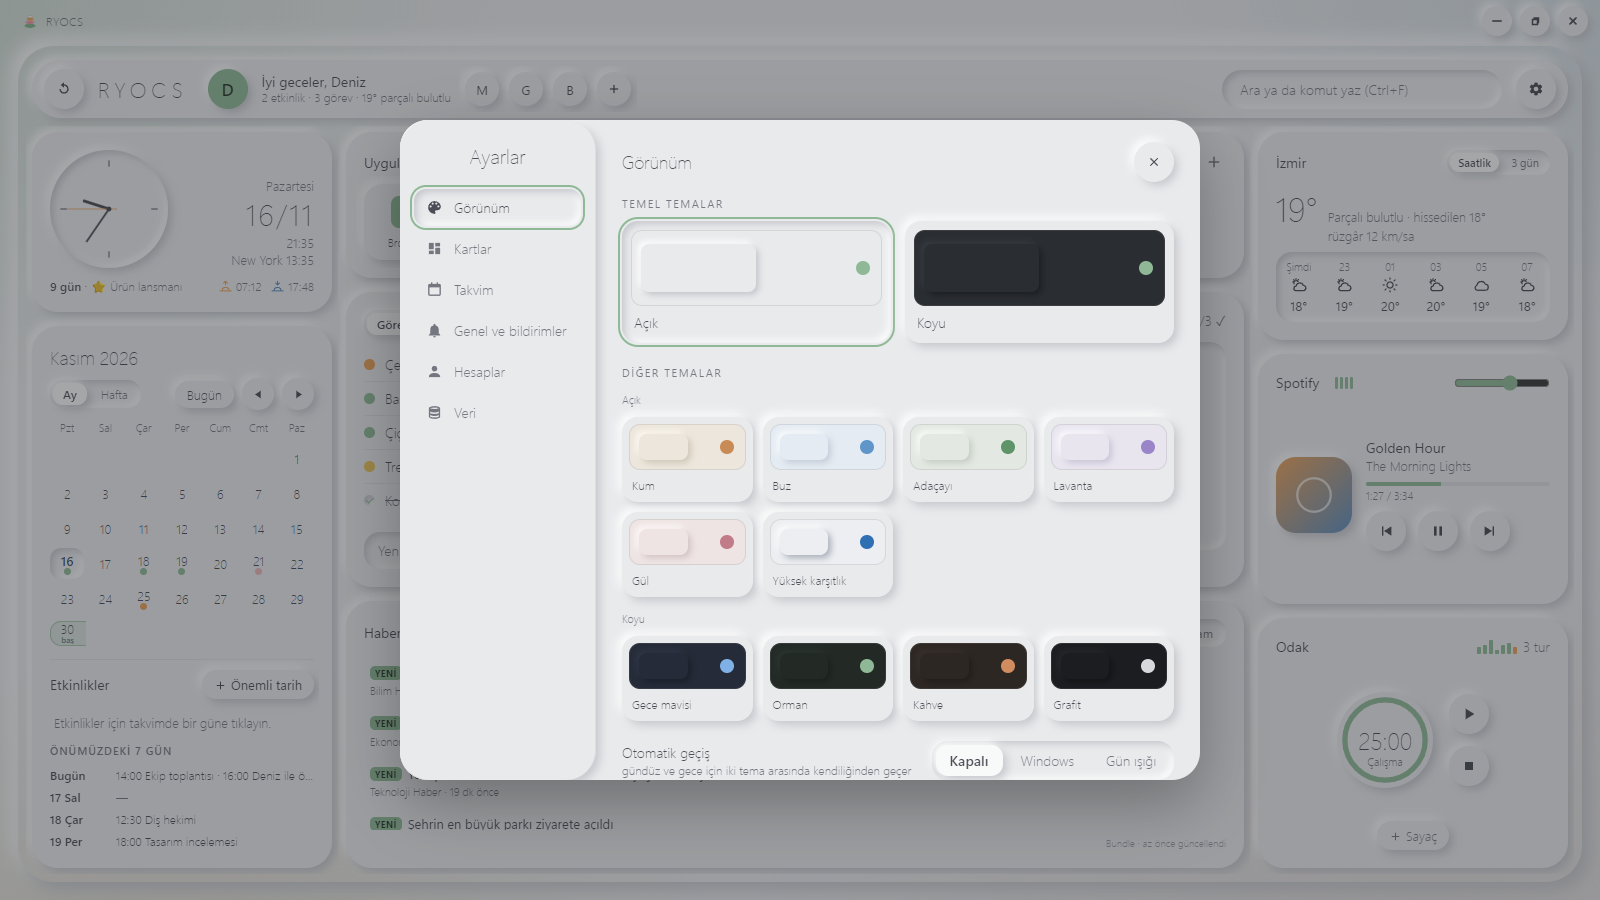 RYOCS
RYOCS
D
İyi geceler, Deniz
2 etkinlik · 3 görev · 19° parçalı bulutlu
M
G
B
+
Ara ya da komut yaz (Ctrl+F)
Pazartesi
16/11
21:35
New York 13:35
9 gün · Ürün lansmanı
07:12
17:48
Kasım 2026
Ay
Hafta
Bugün
Pzt Sal Çar Per Cum Cmt Paz
1
2 3 4 5 6 7 8
9 10 11 12 13 14 15
16 17 18 19 20 21 22
23 24 25 26 27 28 29
30
baş
Etkinlikler
+ Önemli tarih
Etkinlikler için takvimde bir güne tıklayın.
ÖNÜMÜZDEKİ 7 GÜN
Bugün 14:00 Ekip toplantısı · 16:00 Deniz ile ö...
17 Sal —
18 Çar 12:30 Diş hekimi
19 Per 18:00 Tasarım incelemesi
Ayarlar
Görünüm
Kartlar
Takvim
Genel ve bildirimler
Hesaplar
Veri
Görünüm
TEMEL TEMALAR
Açık
Koyu
DİĞER TEMALAR
Açık
Kum
Buz
Adaçayı
Lavanta
Gül
Yüksek karşıtlık
Koyu
Gece mavisi
Orman
Kahve
Grafit
Otomatik geçiş
gündüz ve gece için iki tema arasında kendiliğinden geçer
Kapalı
Windows
Gün ışığı
YENİ
YENİ
YENİ
Teknoloji Haber · 19 dk önce
YENİ Şehrin en büyük parkı ziyarete açıldı
Bundle · az önce güncellendi
+
/3 ✓
İzmir
Saatlik
3 gün
19°
Parçalı bulutlu · hissedilen 18°
rüzgâr 12 km/sa
Şimdi 23 01 03 05 07
18° 19° 20° 20° 19° 18°
Spotify
Golden Hour
The Morning Lights
1:27 / 3:34
Odak
3 tur
25:00
Çalışma
+ Sayaç